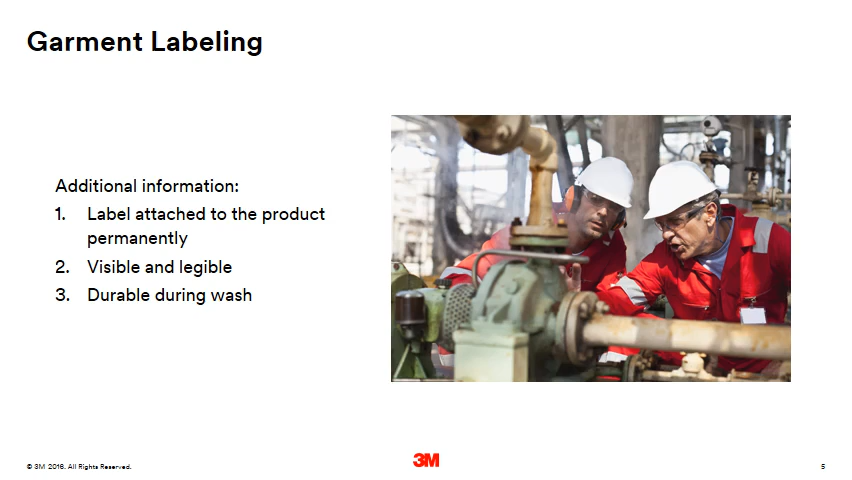 Garment Labeling
Additional information:
1. Label attached to the product
permanently
2. Visible and legible
3. Durable during wash
© 3M 2016. All Rights Reserved.
3M
5